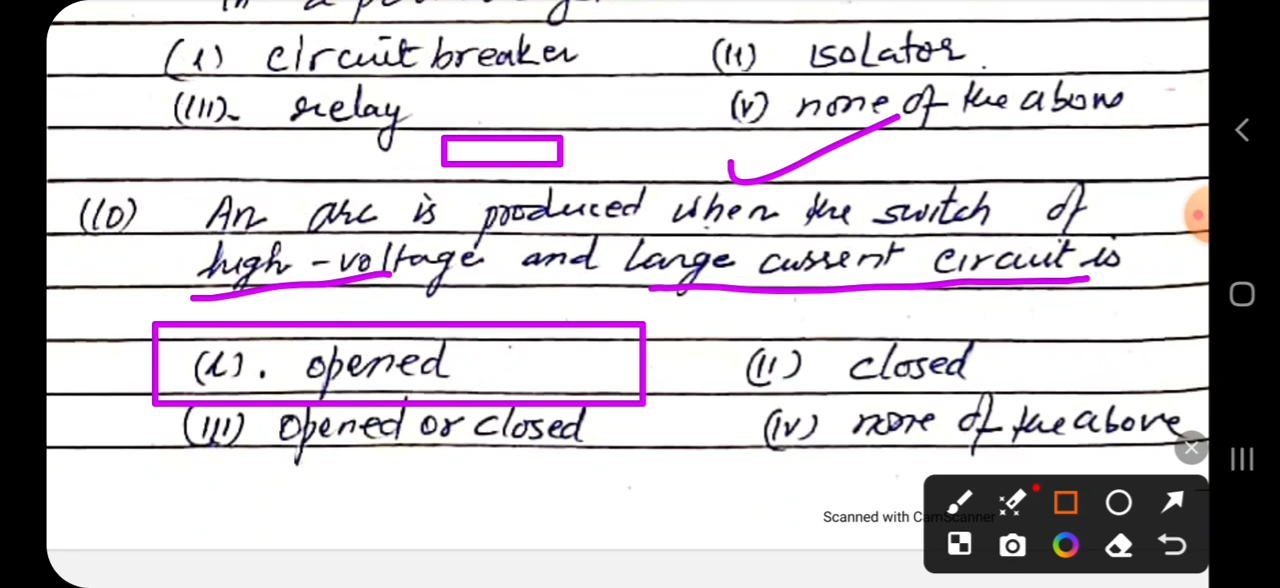 (i) circuit breaker (ii) isolator.
(iii). relay (v) none of the above
(10) An arc is produced when the switch of
high-voltage and large current circuit is
(i). opened (ii) closed
(iii) opened or closed (iv) none of the above
Scanned with CamScanner